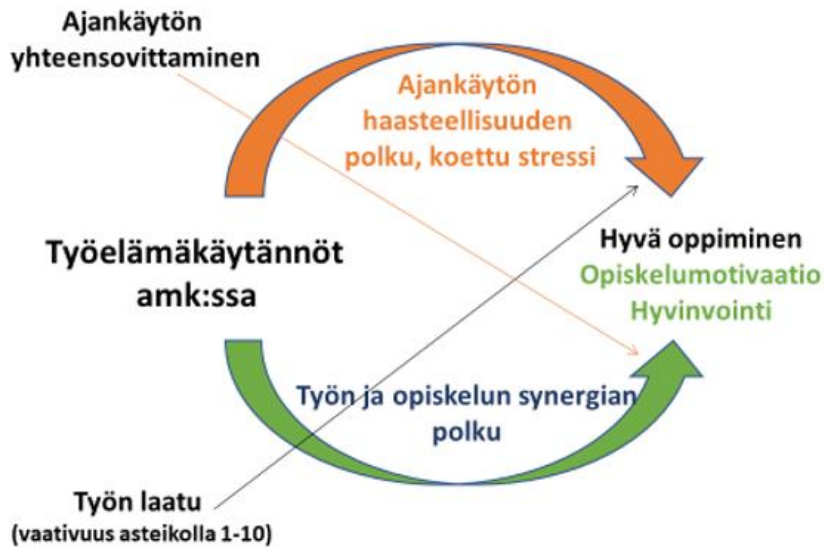 Ajankäytön
yhteensovittaminen
Ajankäytön
haasteellisuuden
polku, koettu stressi
Työelämäkäytännöt
amk:ssa
Hyvä oppiminen
Opiskelumotivaatio
Hyvinvointi
Työn ja opiskelun synergian
polku
Työn laatu
(vaativuus asteikolla 1-10)